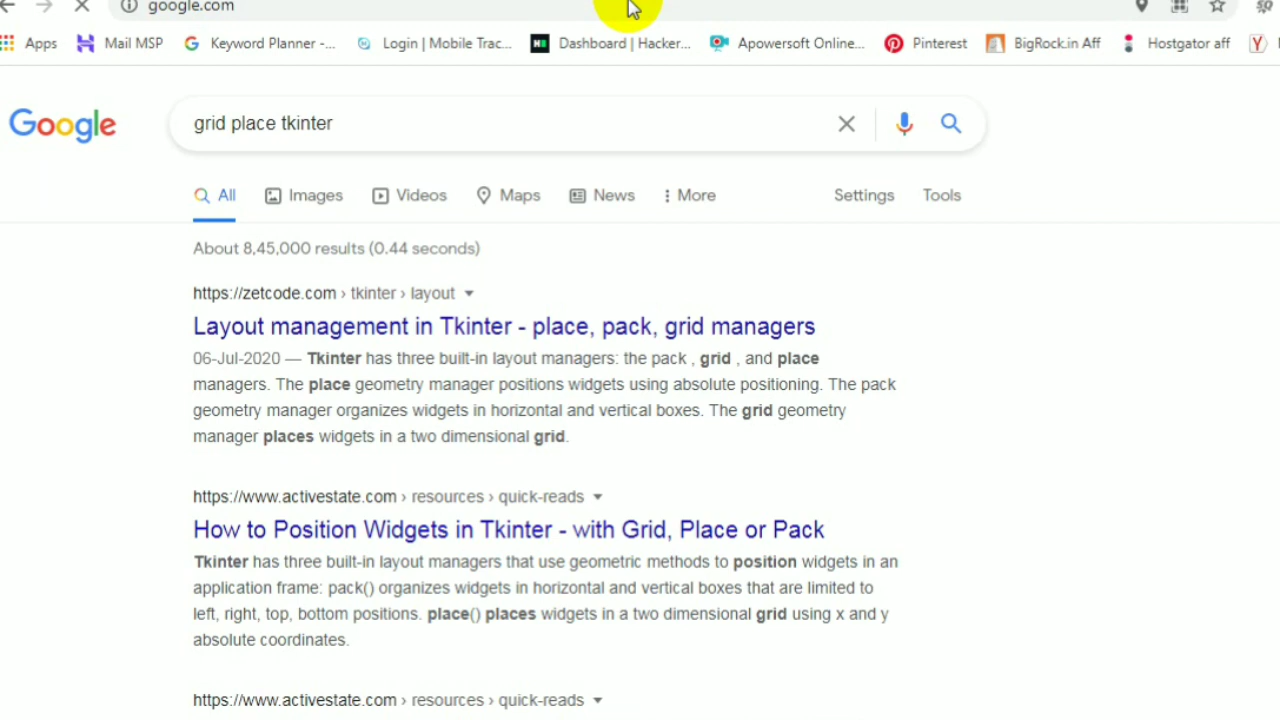 google.com
Apps Mail MSP Keyword Planner -... Login | Mobile Trac... Dashboard | Hacker... Apowersoft Online... Pinterest BigRock.in Aff Hostgator aff
Google grid place tkinter
All Images Videos Maps News More Settings Tools
About 8,45,000 results (0.44 seconds)
https://zetcode.com › tkinter › layout
Layout management in Tkinter - place, pack, grid managers
06-Jul-2020 — Tkinter has three built-in layout managers: the pack , grid , and place
managers. The place geometry manager positions widgets using absolute positioning. The pack
geometry manager organizes widgets in horizontal and vertical boxes. The grid geometry
manager places widgets in a two dimensional grid.
https://www.activestate.com › resources › quick-reads
How to Position Widgets in Tkinter - with Grid, Place or Pack
Tkinter has three built-in layout managers that use geometric methods to position widgets in an
application frame: pack() organizes widgets in horizontal and vertical boxes that are limited to
left, right, top, bottom positions. place() places widgets in a two dimensional grid using x and y
absolute coordinates.
https://www.activestate.com › resources › quick-reads